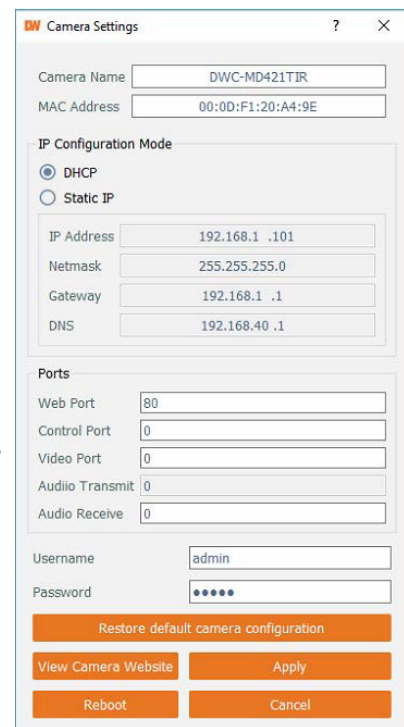 DW Camera Settings ? ×
Camera Name DWC-MD421TIR
MAC Address 00:0D:F1:20:A4:9E
IP Configuration Mode
DHCP
Static IP
IP Address 192.168.1 .101
Netmask 255.255.255.0
Gateway 192.168.1 .1
DNS 192.168.40 .1
Ports
Web Port 80
Control Port 0
Video Port 0
Audiio Transmit 0
Audio Receive 0
Username admin
Password •••••
Restore default camera configuration
View Camera Website Apply
Reboot Cancel